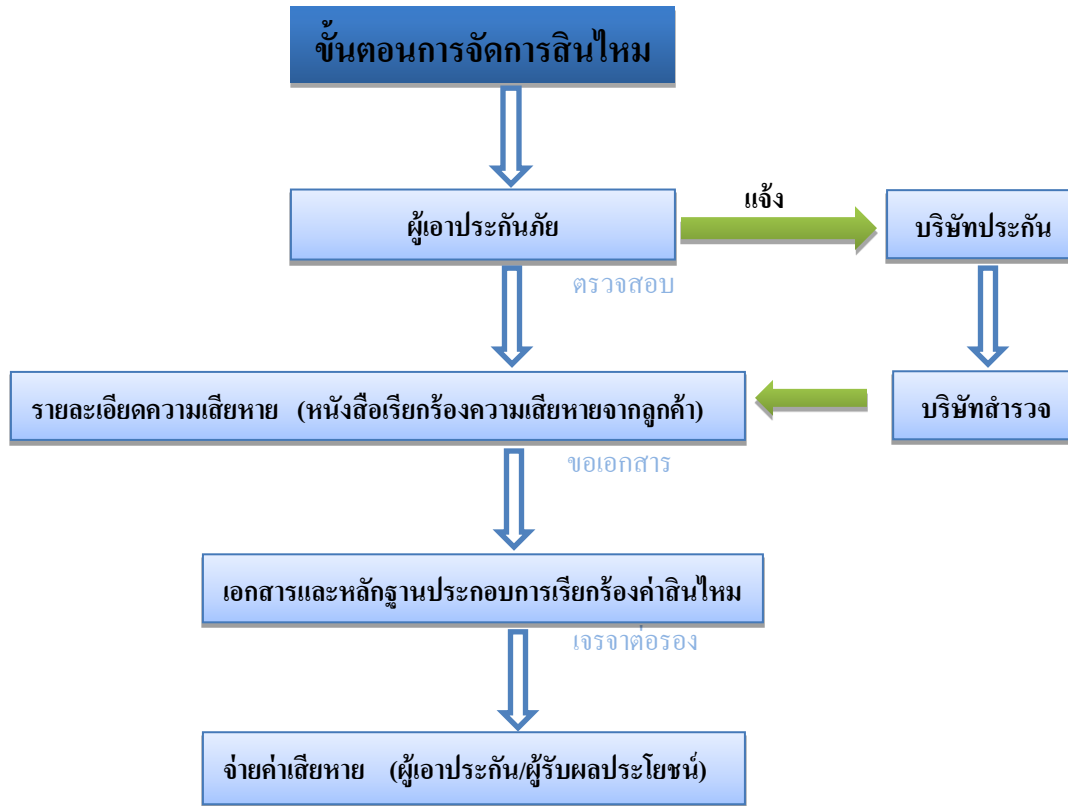 ขั้นตอนการจัดการสินไหม
แจ้ง
ผู้เอาประกันภัย
บริษัทประกัน
ตรวจสอบ
รายละเอียดความเสียหาย (หนังสือเรียกร้องความเสียหายจากลูกค้า)
บริษัทสำรวจ
ขอเอกสาร
เอกสารและหลักฐานประกอบการเรียกร้องค่าสินไหม
เจรจาต่อรอง
จ่ายค่าเสียหาย (ผู้เอาประกัน/ผู้รับผลประโยชน์)